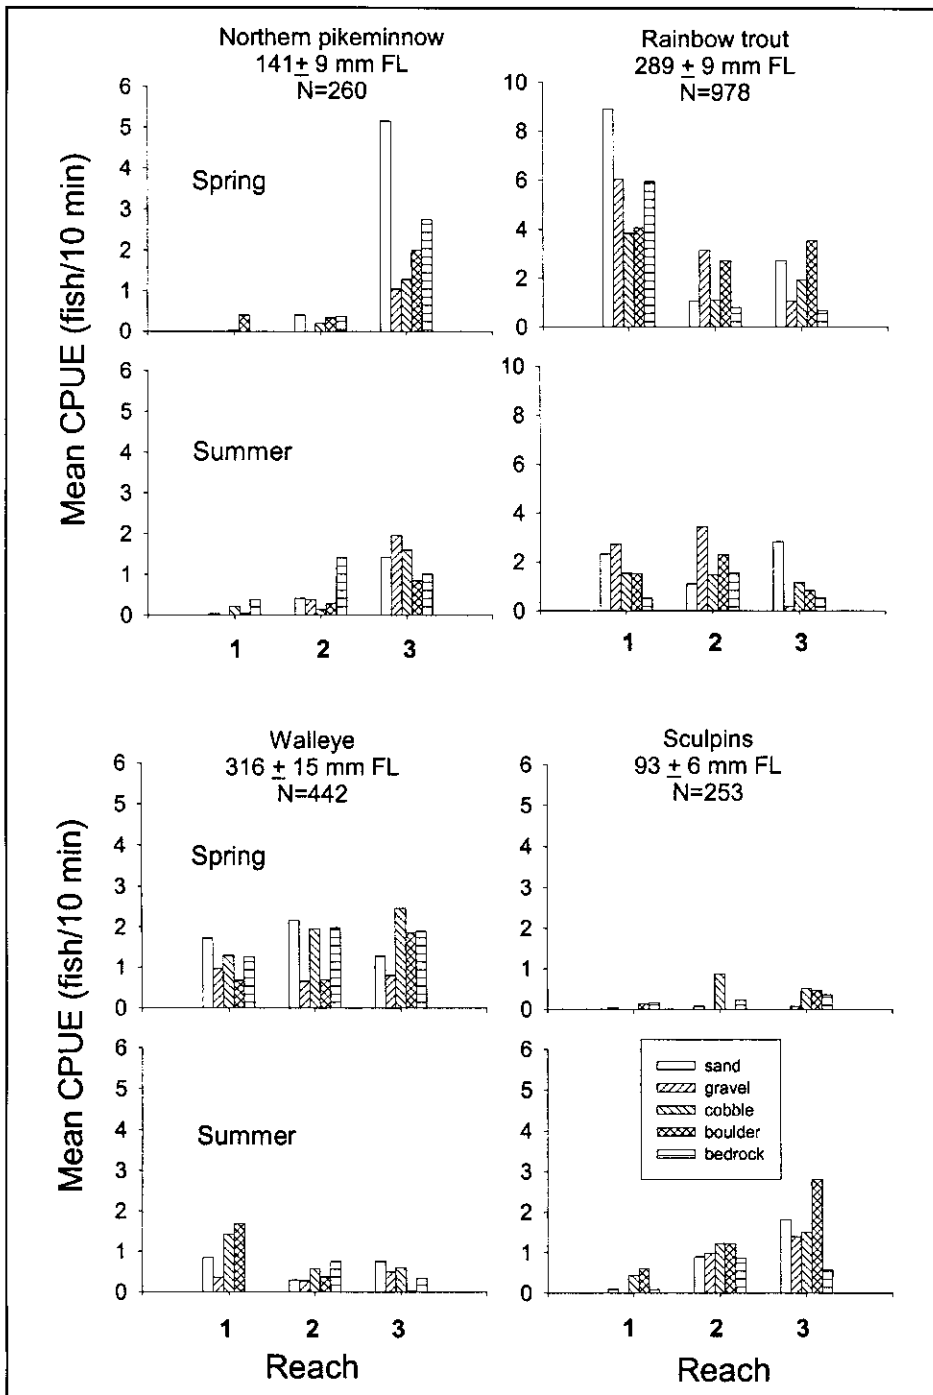 Northern pikeminnow
141 ± 9 mm FL
N=260
Rainbow trout
289 ± 9 mm FL
N=978
Mean CPUE (fish/10 min)
6
5
4
3
2
1
0
Spring
10
8
6
4
2
0
6
5
4
3
2
1
0
Summer
10
8
6
4
2
0
1 2 3
1 2 3
Walleye
316 ± 15 mm FL
N=442
Sculpins
93 ± 6 mm FL
N=253
Mean CPUE (fish/10 min)
6
5
4
3
2
1
0
Spring
6
5
4
3
2
1
0
6
5
4
3
2
1
0
Summer
6
5
4
3
2
1
0
sand
gravel
cobble
boulder
bedrock
1 2 3
1 2 3
Reach
Reach